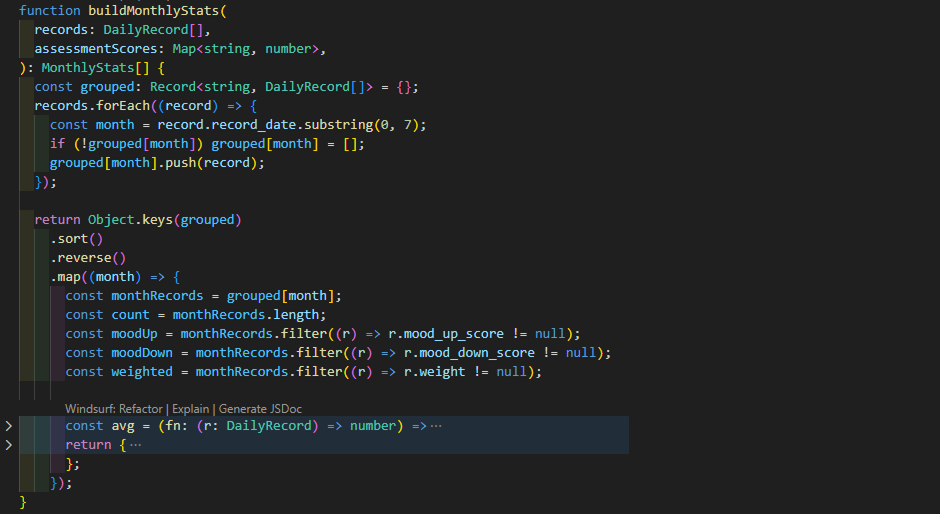 function buildMonthlyStats(
  records: DailyRecord[],
  assessmentScores: Map<string, number>,
): MonthlyStats[] {
  const grouped: Record<string, DailyRecord[]> = {};
  records.forEach((record) => {
    const month = record.record_date.substring(0, 7);
    if (!grouped[month]) grouped[month] = [];
    grouped[month].push(record);
  });

  return Object.keys(grouped)
    .sort()
    .reverse()
    .map((month) => {
      const monthRecords = grouped[month];
      const count = monthRecords.length;
      const moodUp = monthRecords.filter((r) => r.mood_up_score != null);
      const moodDown = monthRecords.filter((r) => r.mood_down_score != null);
      const weighted = monthRecords.filter((r) => r.weight != null);

      Windsurf: Refactor | Explain | Generate JSDoc
      const avg = (fn: (r: DailyRecord) => number) =>⋯
      return {⋯
      };
    });
}